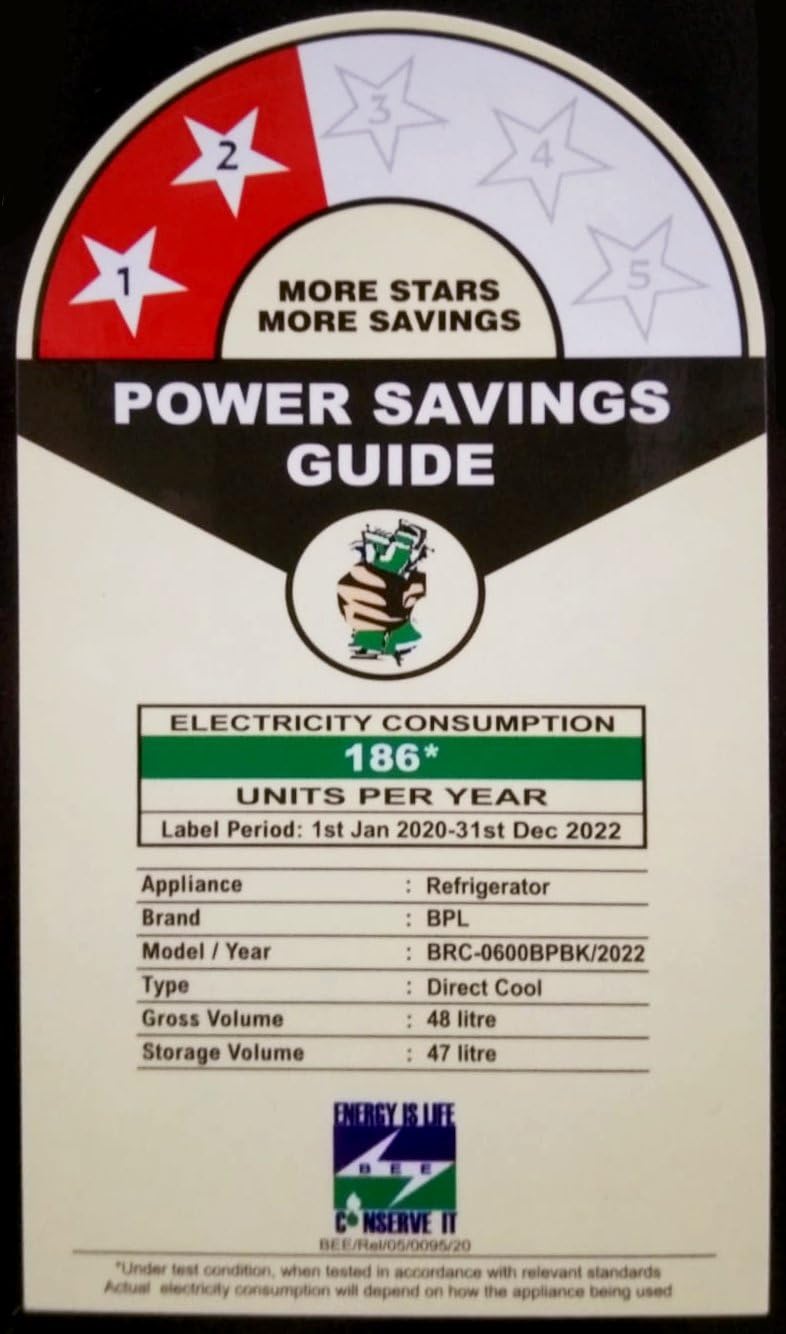 1
2
3
4
5
MORE STARS
MORE SAVINGS
POWER SAVINGS
GUIDE
ELECTRICITY CONSUMPTION
186*
UNITS PER YEAR
Label Period: 1st Jan 2020-31st Dec 2022
Appliance : Refrigerator
Brand : BPL
Model / Year : BRC-0600BPBK/2022
Type : Direct Cool
Gross Volume : 48 litre
Storage Volume : 47 litre
ENERGY IS LIFE
B E E
CONSERVE IT
BEE/Rel/05/0095/20
*Under test condition, when tested in accordance with relevant standards
Actual electricity consumption will depend on how the appliance being used